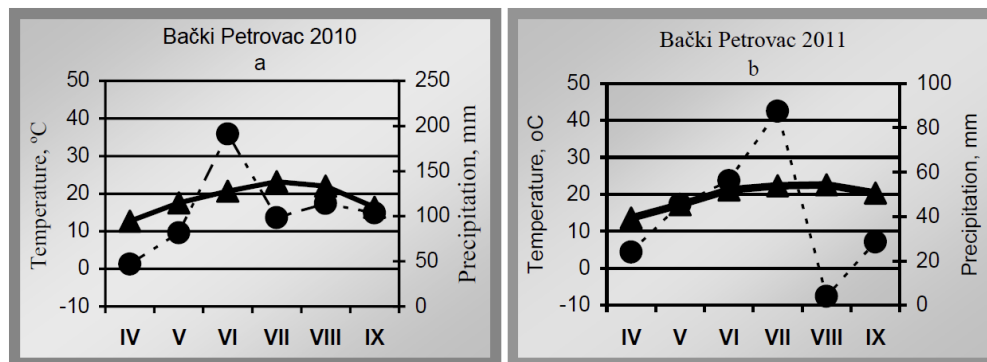 Bački Petrovac 2010
a
Temperature, ºC
50
40
30
20
10
0
-10
250
200
150
100
50
0
Precipitation, mm
IV V VI VII VIII IX
Bački Petrovac 2011
b
Temperature, oC
50
40
30
20
10
0
-10
100
80
60
40
20
0
Precipitation, mm
IV V VI VII VIII IX